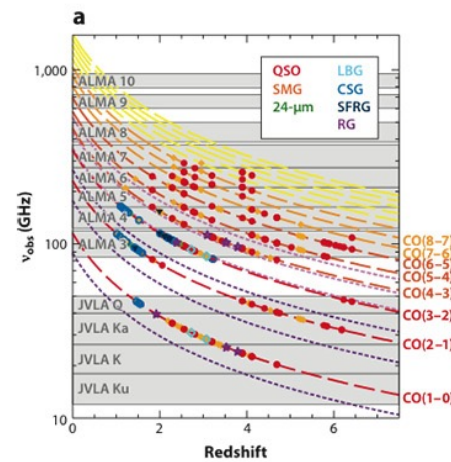 a
1,000
100
10
ν obs (GHz)
ALMA 10
ALMA 9
ALMA 8
ALMA 7
ALMA 6
ALMA 5
ALMA 4
ALMA 3
JVLA Q
JVLA Ka
JVLA K
JVLA Ku
QSO LBG
SMG CSG
24-μm SFRG
RG
CO(8–7)
CO(7–6)
CO(6–5)
CO(5–4)
CO(4–3)
CO(3–2)
CO(2–1)
CO(1–0)
0 2 4 6
Redshift